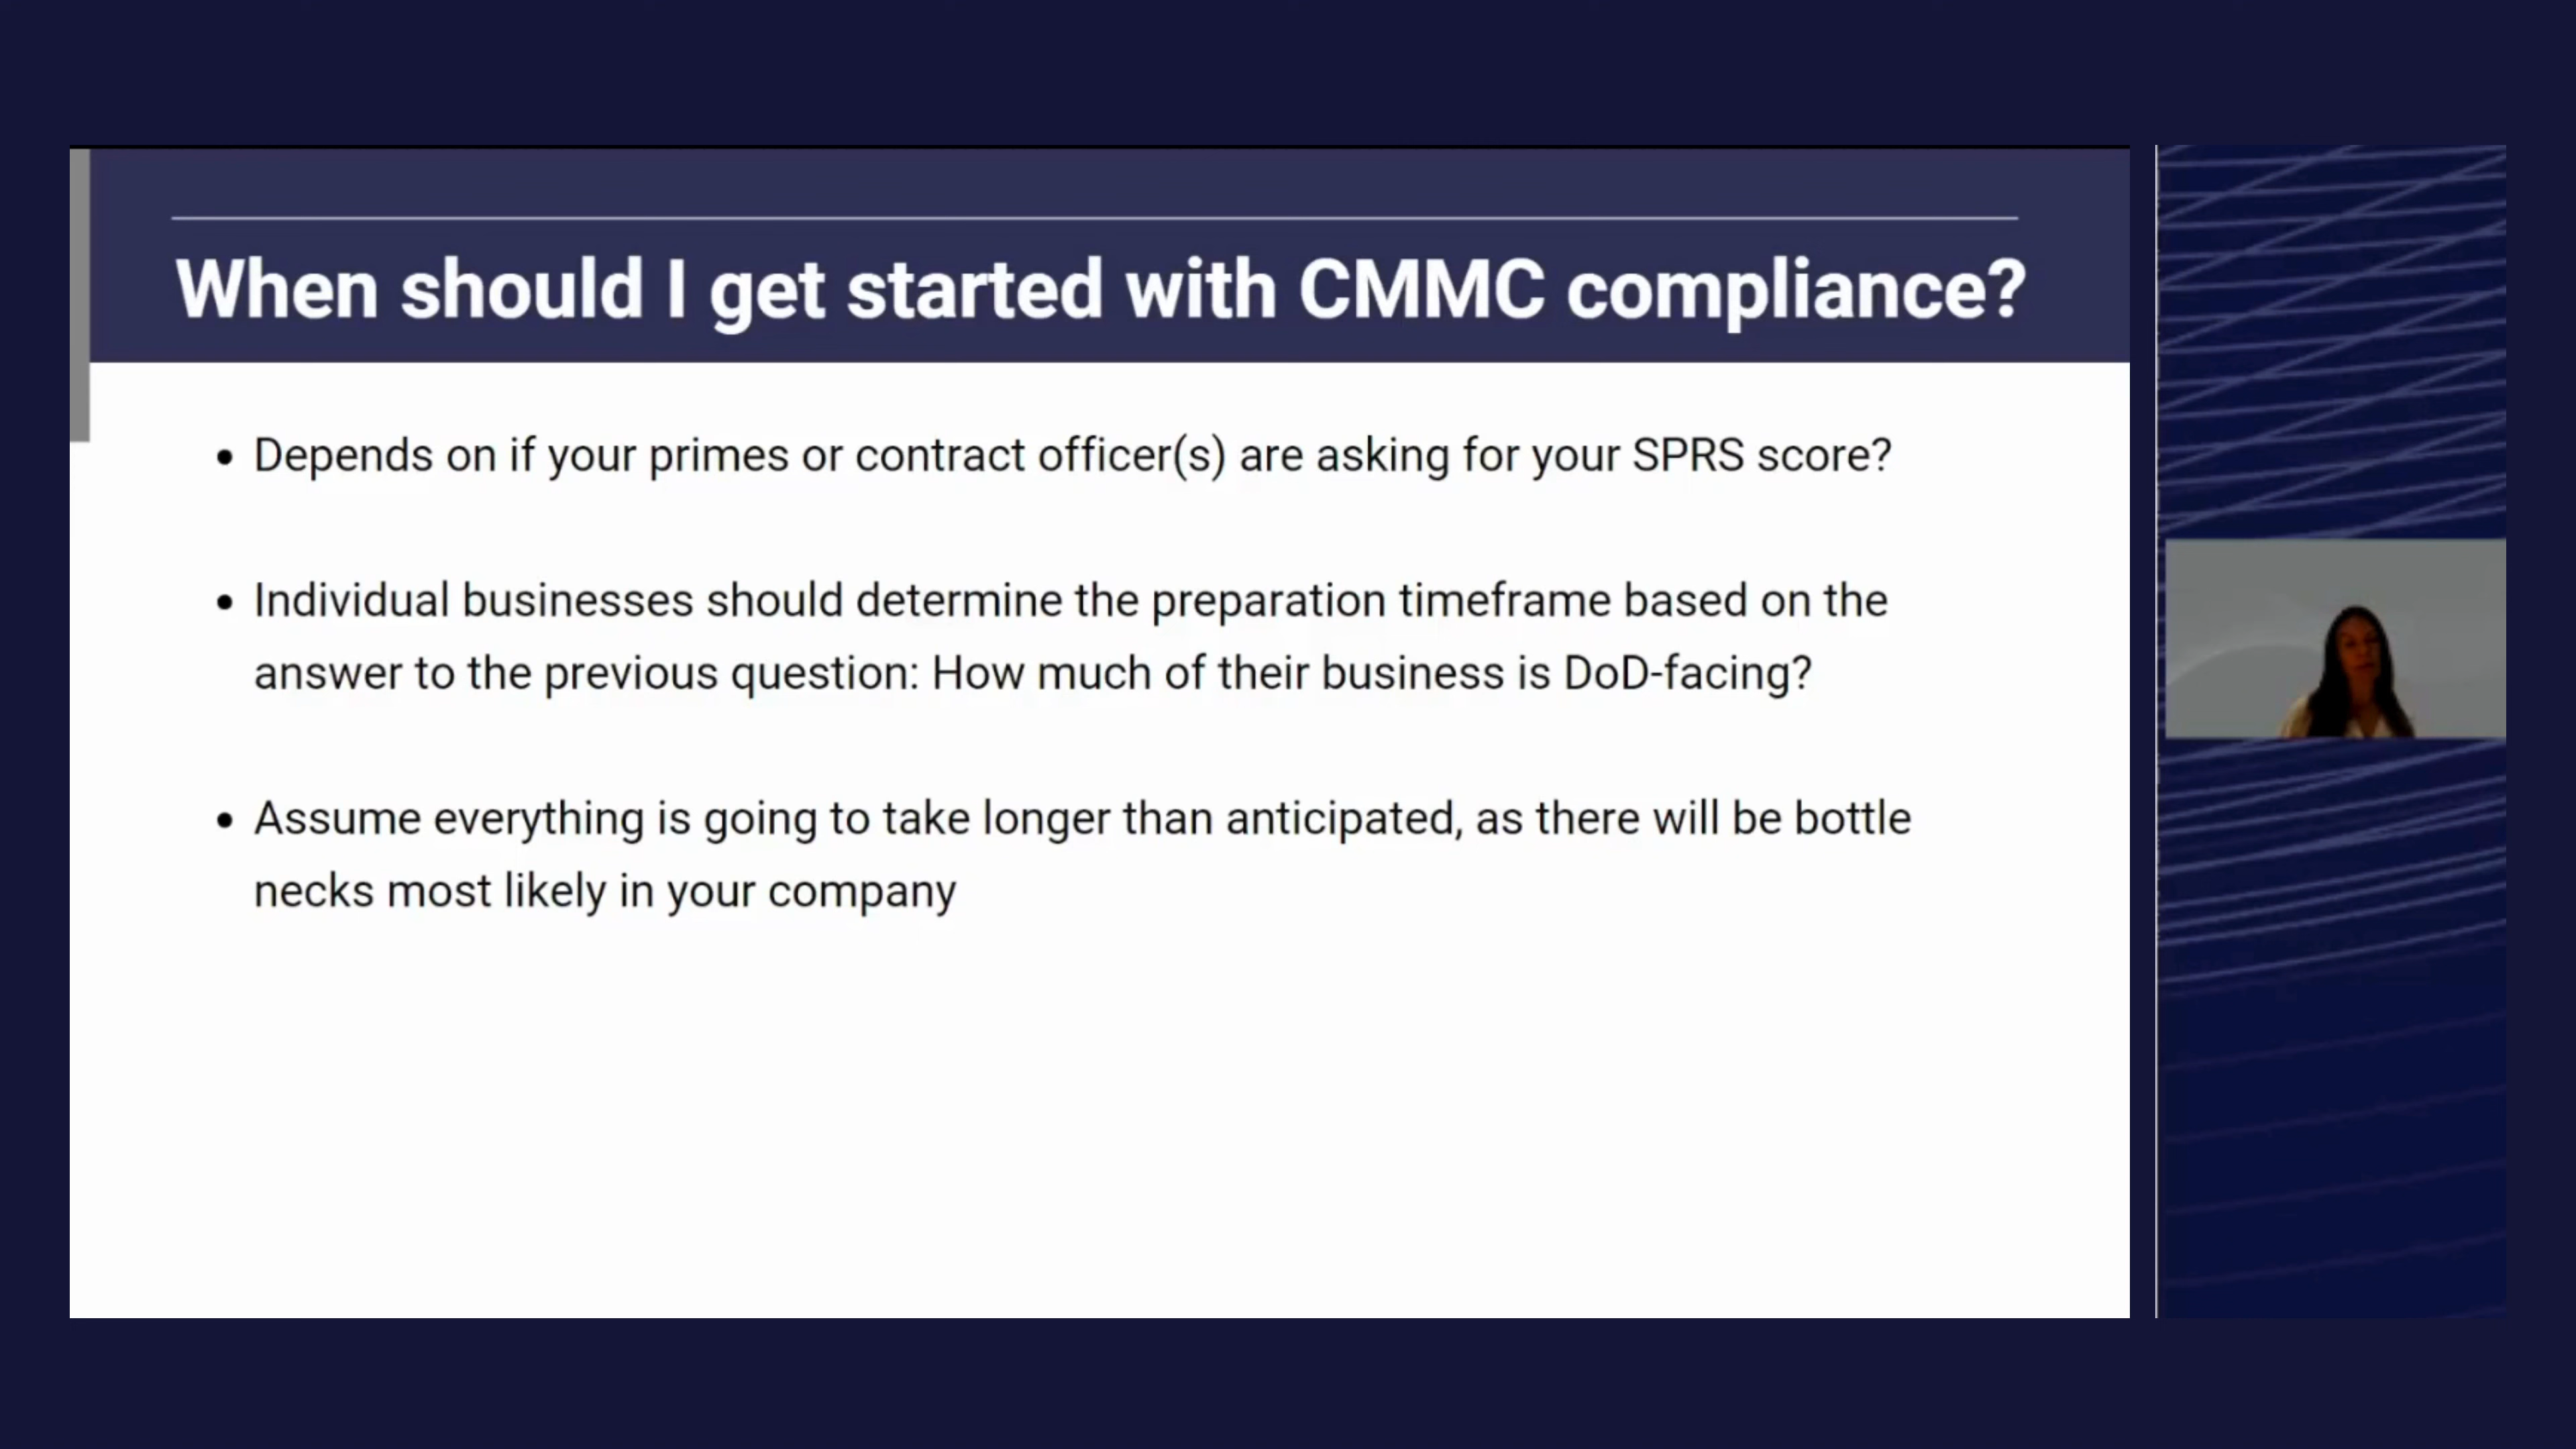 When should I get started with CMMC compliance?
• Depends on if your primes or contract officer(s) are asking for your SPRS score?
• Individual businesses should determine the preparation timeframe based on the
answer to the previous question: How much of their business is DoD-facing?
• Assume everything is going to take longer than anticipated, as there will be bottle
necks most likely in your company